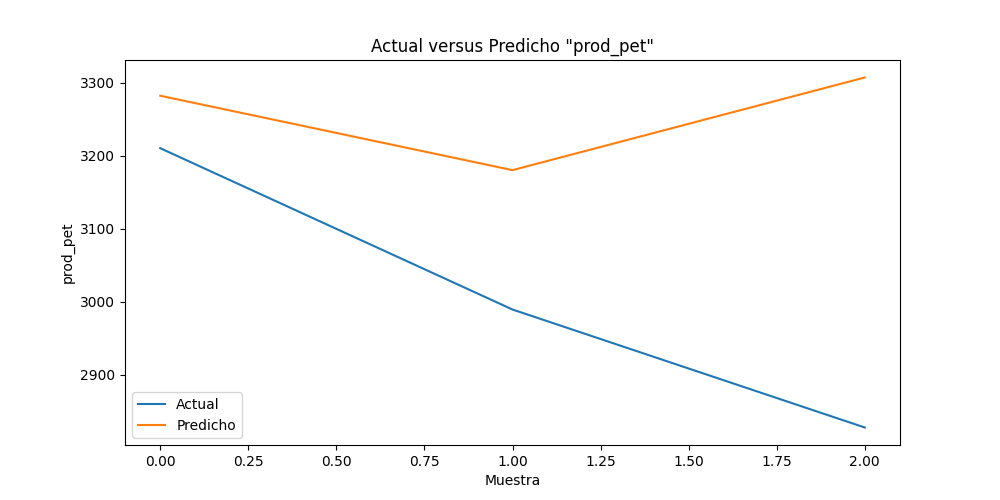 Actual versus Predicho "prod_pet"
3300
3200
3100
3000
2900
prod_pet
Actual
Predicho
0.00 0.25 0.50 0.75 1.00 1.25 1.50 1.75 2.00
Muestra